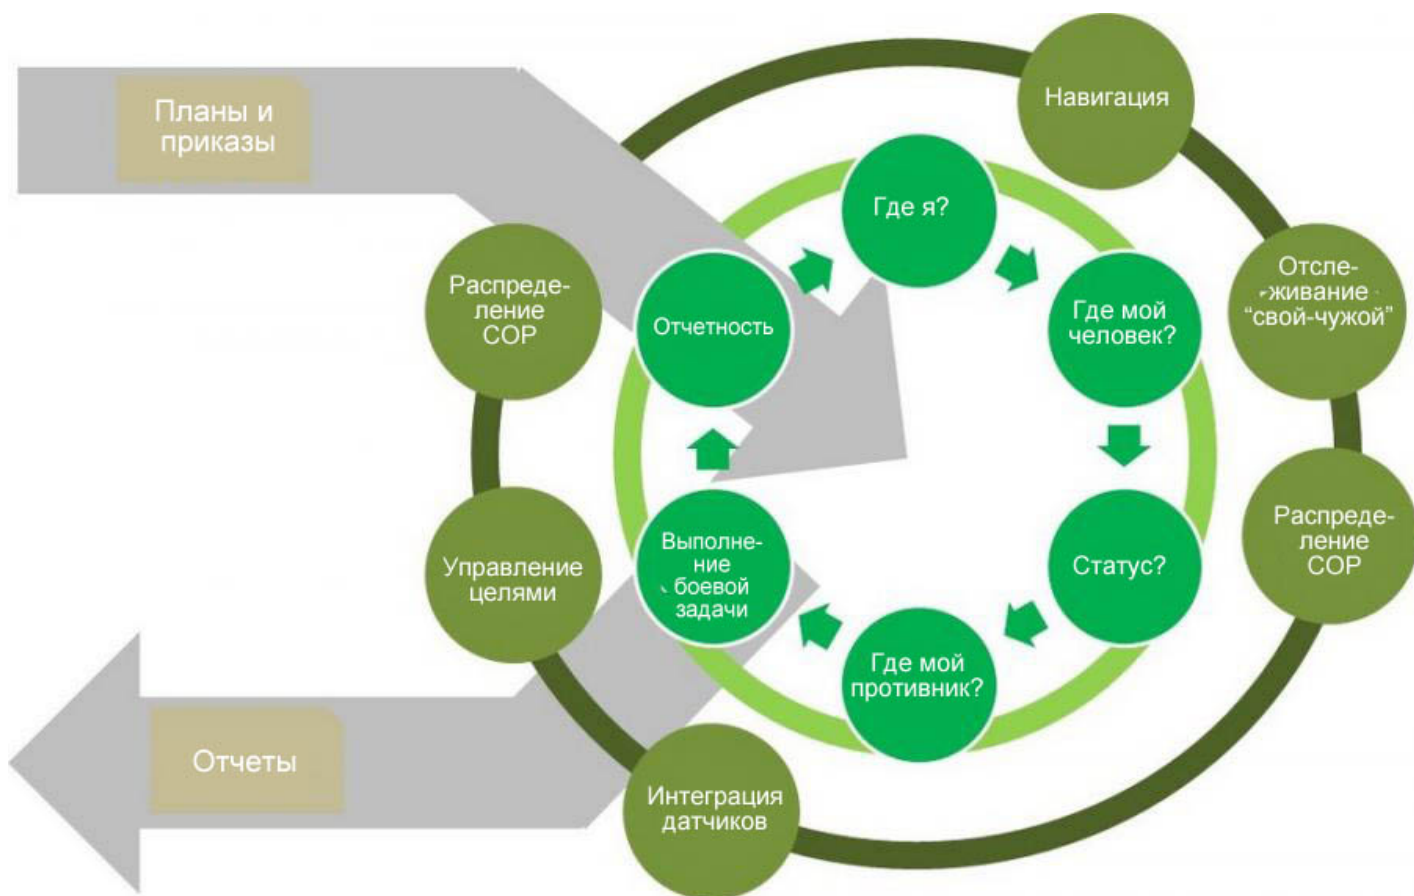 Планы и
приказы
Навигация
Где я?
Распреде-
ление
СОР
Отчетность
Где мой
человек?
Отсле-
живание
“свой-чужой”
Выполне-
ние
боевой
задачи
Статус?
Распреде-
ление
СОР
Управление
целями
Где мой
противник?
Отчеты
Интеграция
датчиков